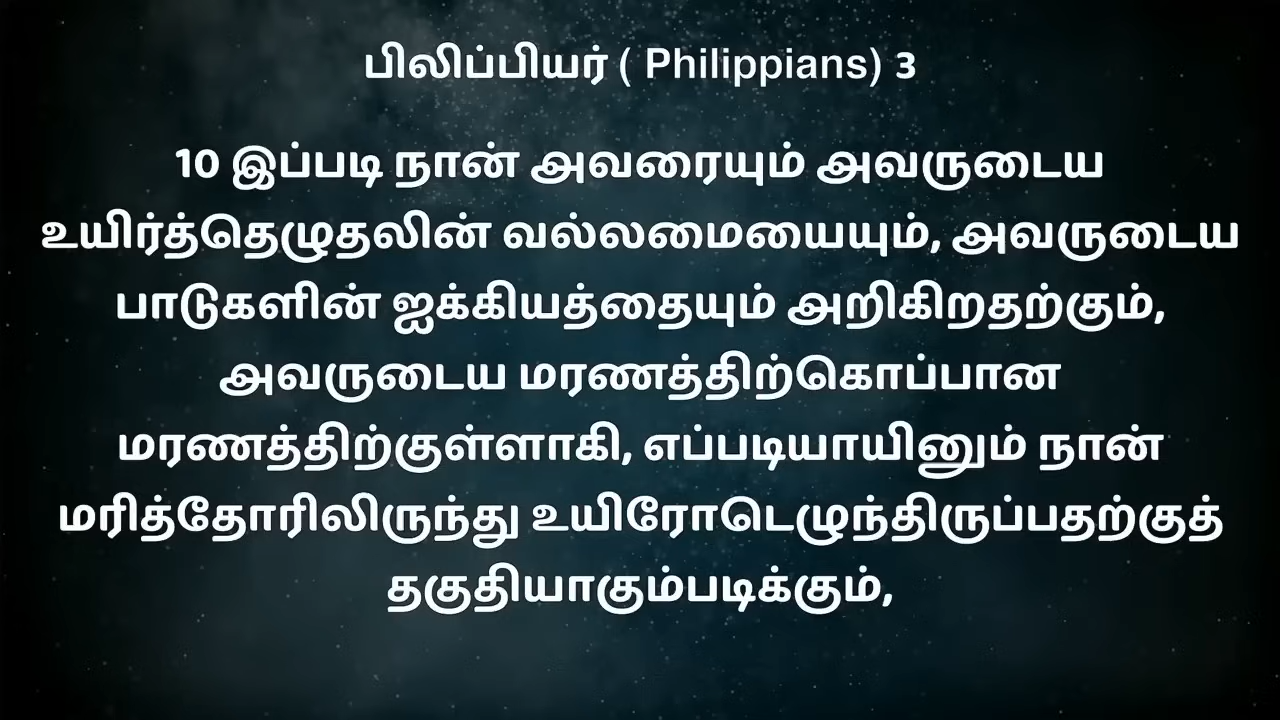 பிலிப்பியர் ( Philippians) 3
10 இப்படி நான் அவரையும் அவருடைய
உயிர்த்தெழுதலின் வல்லமையையும், அவருடைய
பாடுகளின் ஐக்கியத்தையும் அறிகிறதற்கும்,
அவருடைய மரணத்திற்கொப்பான
மரணத்திற்குள்ளாகி, எப்படியாயினும் நான்
மரித்தோரிலிருந்து உயிரோடெழுந்திருப்பதற்குத்
தகுதியாகும்படிக்கும்,